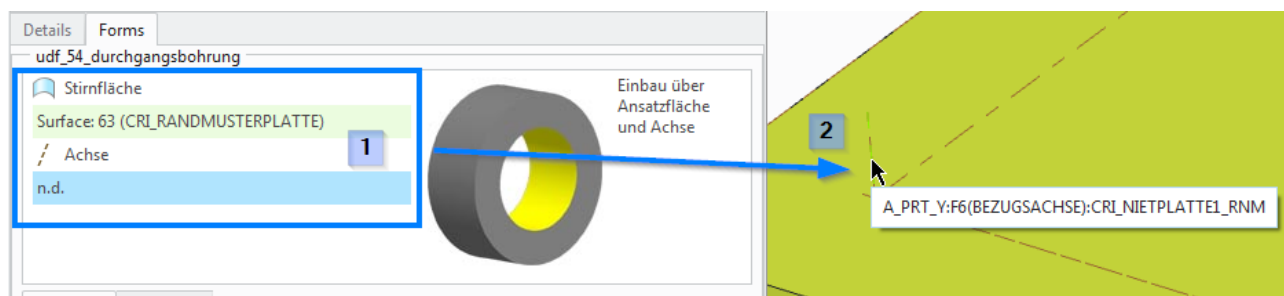 Details Forms
udf_54_durchgangsbohrung
Stirnfläche
Surface: 63 (CRI_RANDMUSTERPLATTE)
Achse
n.d.
1
Einbau über
Ansatzfläche
und Achse
2
A_PRT_Y:F6(BEZUGSACHSE):CRI_NIETPLATTE1_RNM